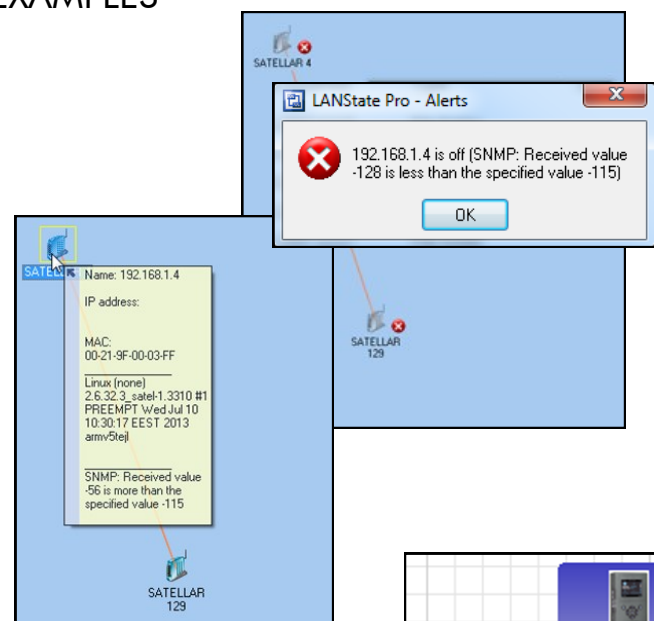 EXAMPLES
SATELLAR 4
LANState Pro - Alerts
192.168.1.4 is off (SNMP: Received value
-128 is less than the specified value -115)
OK
SATELLAR
129
Name: 192.168.1.4
IP address:
MAC:
00-21-9F-00-03-FF
Linux (none)
2.6.32.3_satel-1.3310 #1
PREEMPT Wed Jul 10
10:30:17 EEST 2013
armv5tejl
SNMP: Received value
-56 is more than the
specified value -115
SATELLAR
129